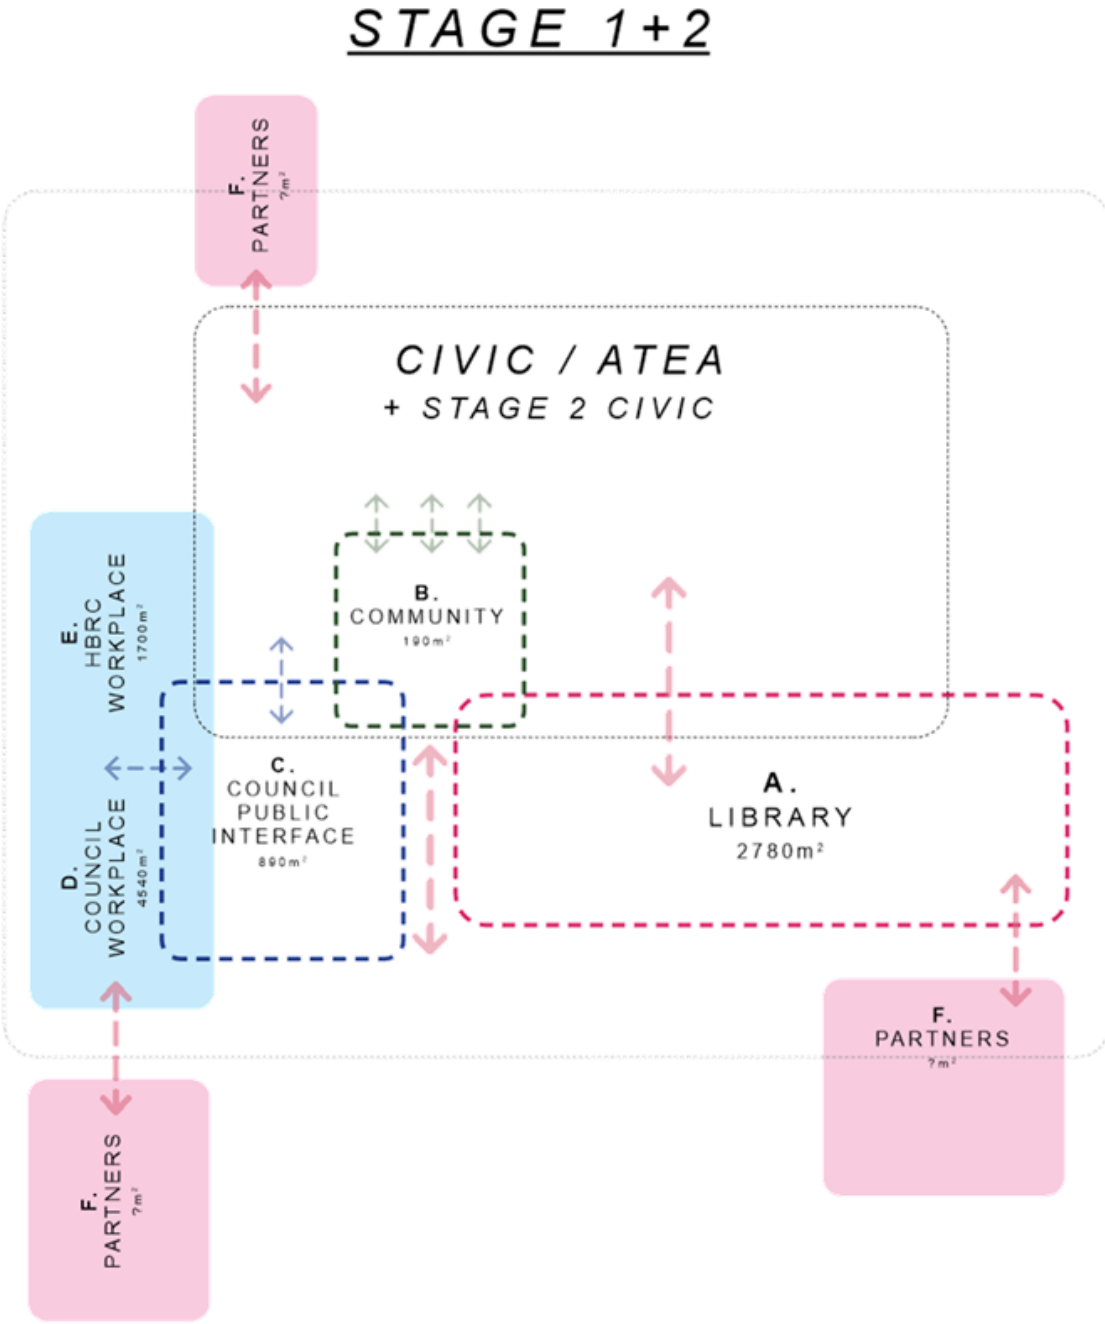 STAGE 1+2
F.
PARTNERS
?m²
CIVIC / ATEA
+ STAGE 2 CIVIC
E.
HBRC
WORKPLACE
1700m²
B.
COMMUNITY
190m²
D.
COUNCIL
WORKPLACE
4540m²
C.
COUNCIL
PUBLIC
INTERFACE
890m²
A.
LIBRARY
2780m²
F.
PARTNERS
?m²
F.
PARTNERS
?m²